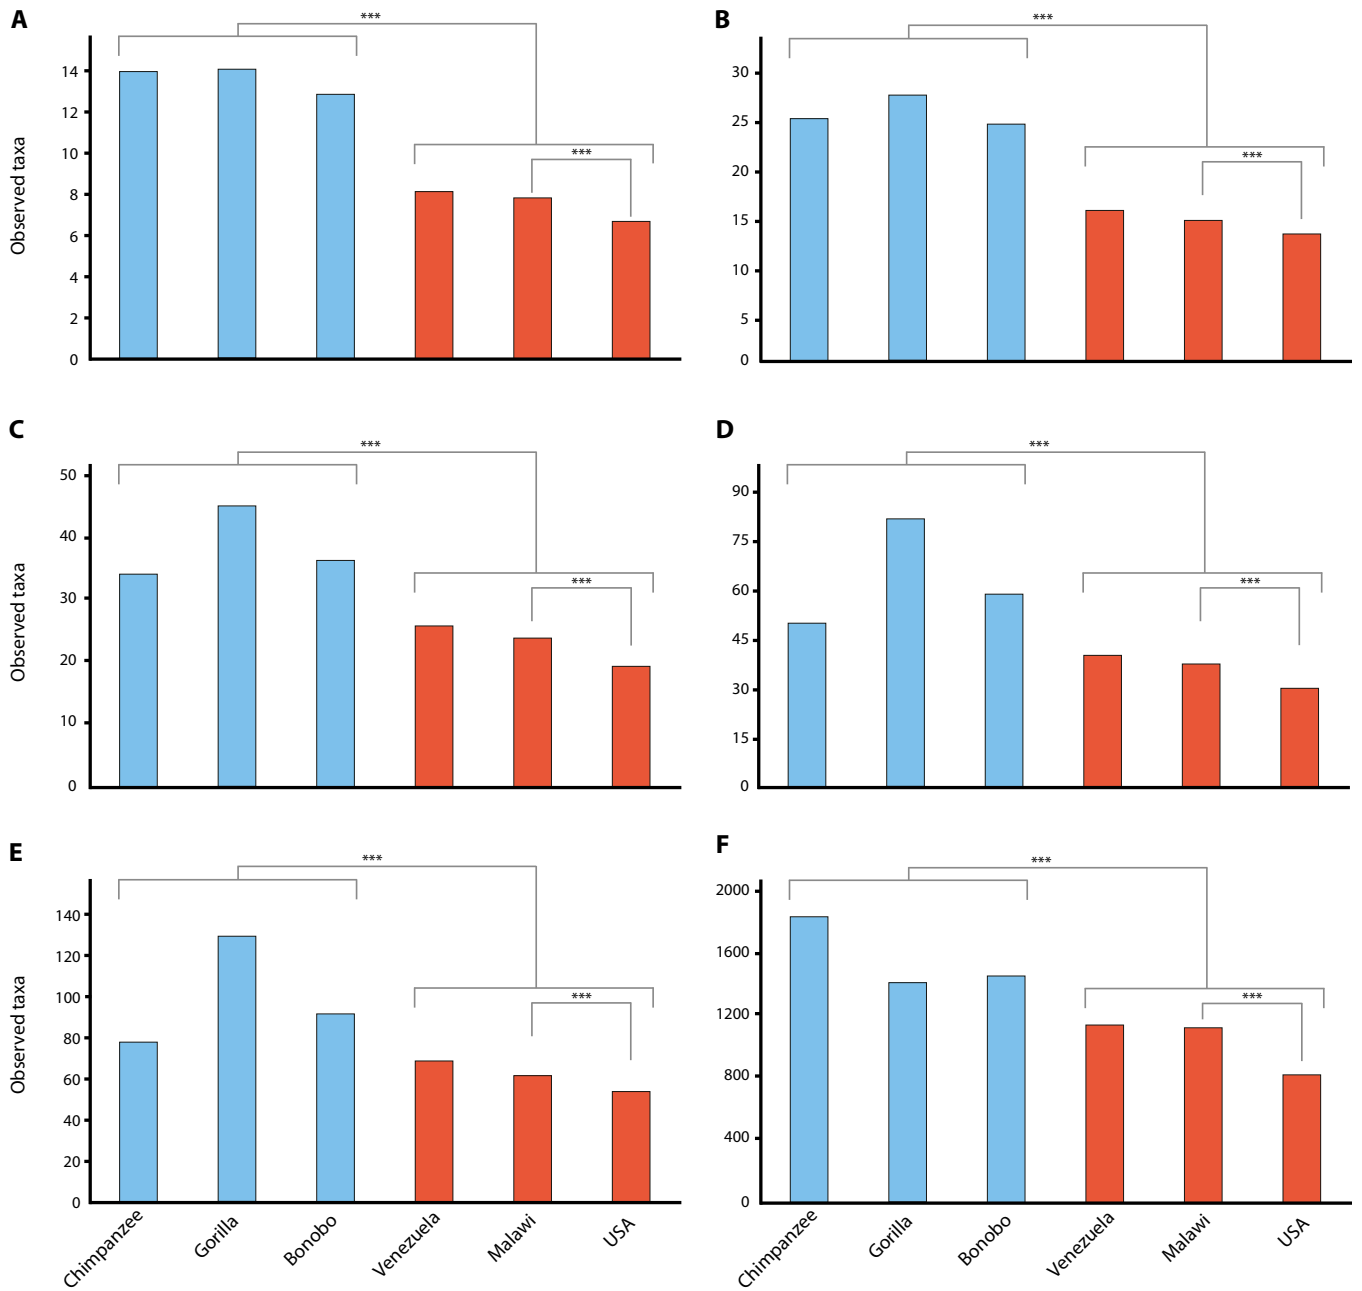 A
***
***
Observed taxa
14
12
10
8
6
4
2
0
B
***
***
30
25
20
15
10
5
0
C
***
***
Observed taxa
50
40
30
20
10
0
D
***
***
90
75
60
45
30
15
0
E
***
***
Observed taxa
140
120
100
80
60
40
20
0
Chimpanzee
Gorilla
Bonobo
Venezuela
Malawi
USA
F
***
***
2000
1600
1200
800
400
0
Chimpanzee
Gorilla
Bonobo
Venezuela
Malawi
USA